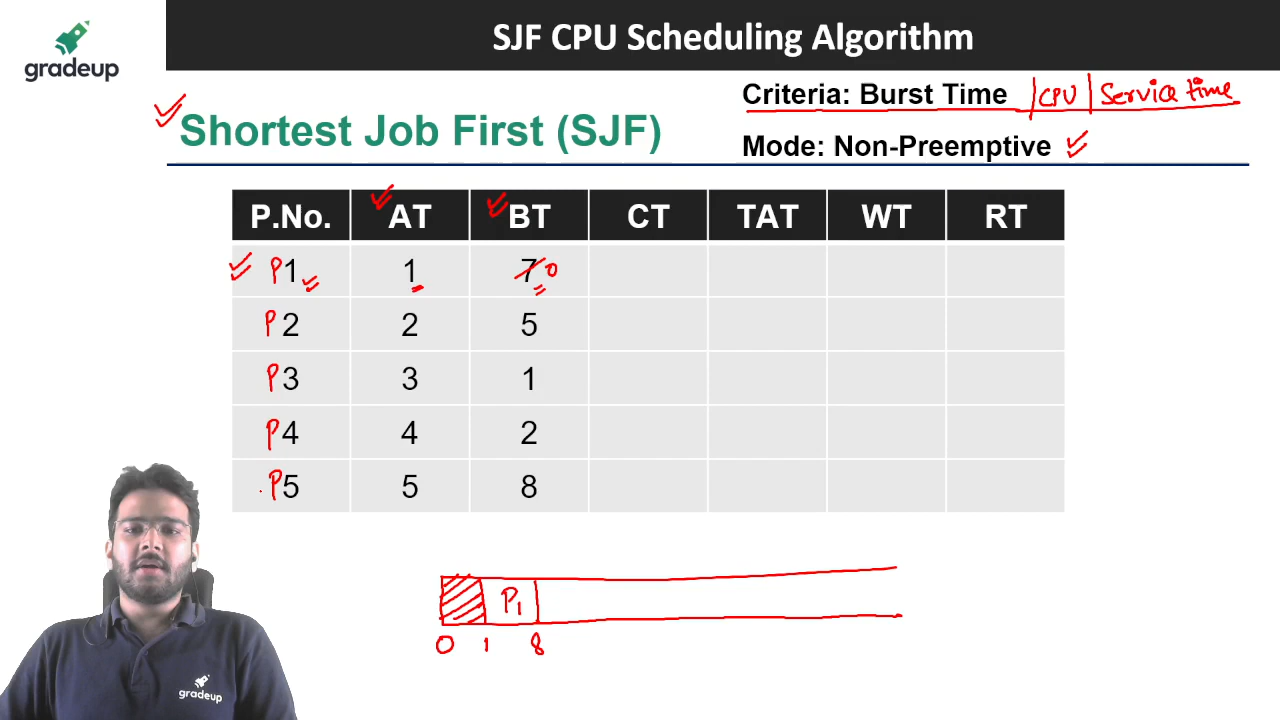 SJF CPU Scheduling Algorithm
gradeup
Criteria: Burst Time /CPU/ Service time
Shortest Job First (SJF)
Mode: Non-Preemptive
P.No. AT BT CT TAT WT RT
P1 1 7 0
P2 2 5
P3 3 1
P4 4 2
P5 5 8
P1
0 1 8
gradeup